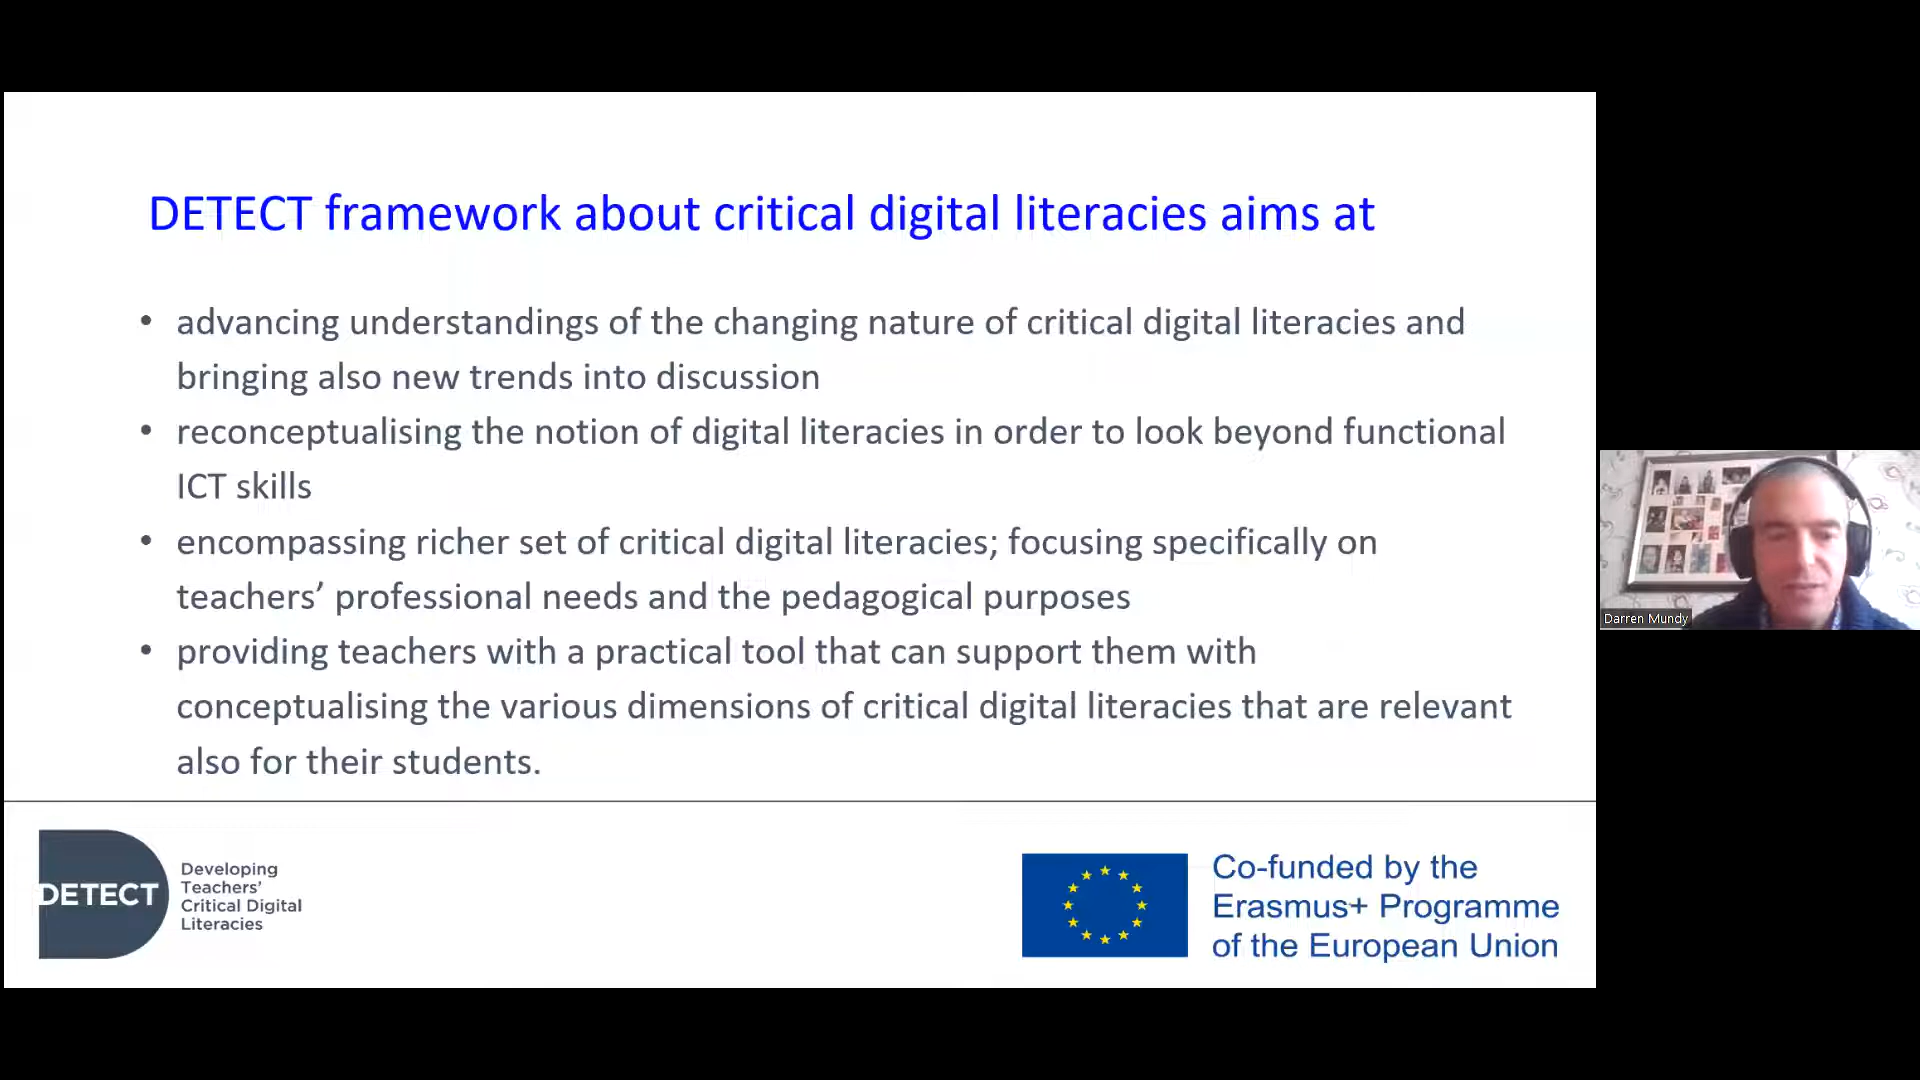 DETECT framework about critical digital literacies aims at
• advancing understandings of the changing nature of critical digital literacies and
bringing also new trends into discussion
• reconceptualising the notion of digital literacies in order to look beyond functional
ICT skills
• encompassing richer set of critical digital literacies; focusing specifically on
teachers’ professional needs and the pedagogical purposes
• providing teachers with a practical tool that can support them with
conceptualising the various dimensions of critical digital literacies that are relevant
also for their students.
Darren Mundy
DETECT
Developing
Teachers’
Critical Digital
Literacies
Co-funded by the
Erasmus+ Programme
of the European Union